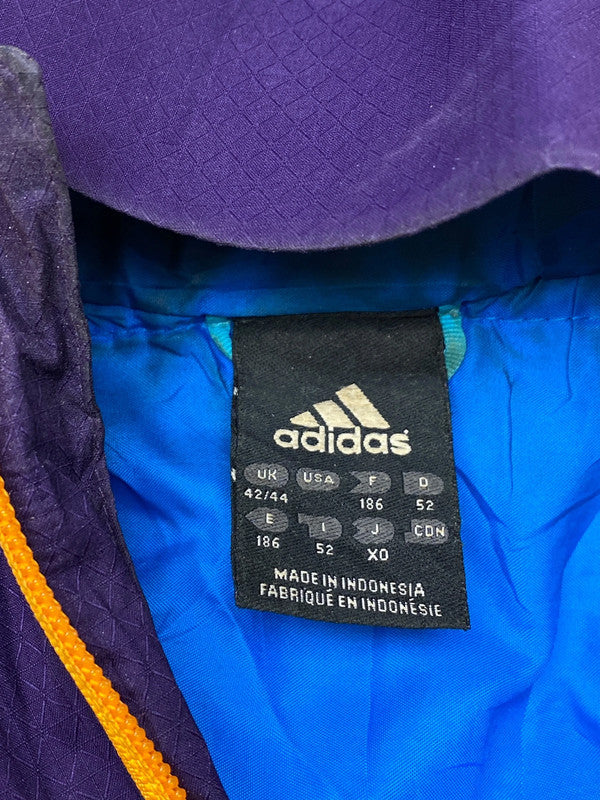 adidas
UK USA F D
42/44 186 52
E I J CDN
186 52 XO
MADE IN INDONESIA
FABRIQUÉ EN INDONÉSIE